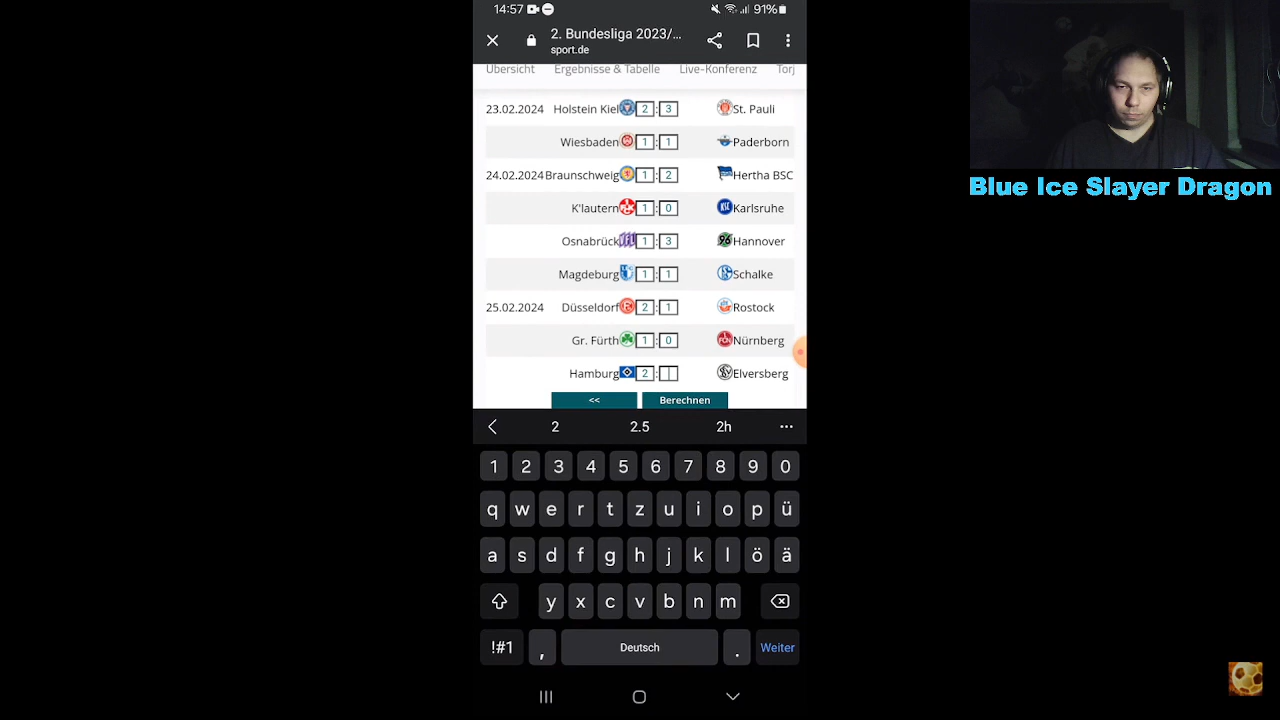 14:57 91%
2. Bundesliga 2023/...
sport.de
Übersicht Ergebnisse & Tabelle Live-Konferenz Torj
23.02.2024 Holstein Kiel 2 : 3 St. Pauli
Wiesbaden 1 : 1 Paderborn
24.02.2024 Braunschweig 1 : 2 Hertha BSC
K'lautern 1 : 0 Karlsruhe
Osnabrück 1 : 3 Hannover
Magdeburg 1 : 1 Schalke
25.02.2024 Düsseldorf 2 : 1 Rostock
Gr. Fürth 1 : 0 Nürnberg
Hamburg 2 : Elversberg
<< Berechnen
2 2.5 2h
1 2 3 4 5 6 7 8 9 0
q w e r t z u i o p ü
a s d f g h j k l ö ä
y x c v b n m
!#1 , Deutsch . Weiter
Blue Ice Slayer Dragon